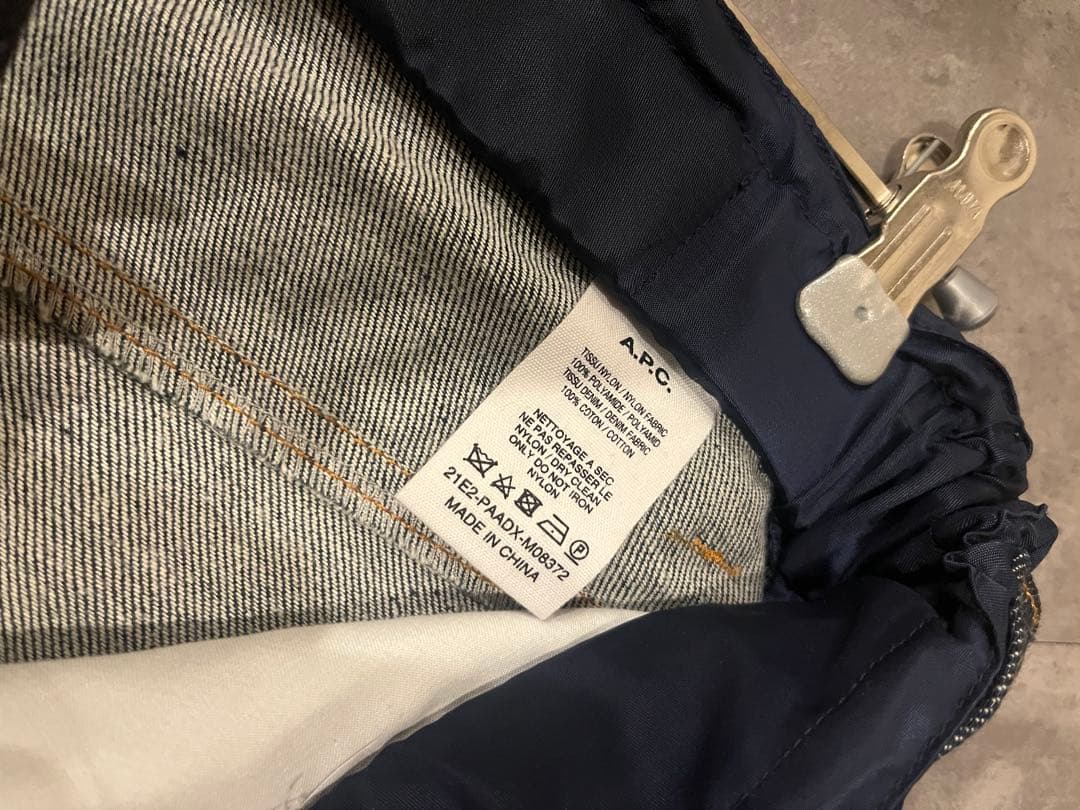 A.P.C.
TISSU NYLON / NYLON FABRIC
100% POLYAMIDE / POLYAMID
TISSU DENIM / DENIM FABRIC
100% COTON / COTTON
NETTOYAGE A SEC
NE PAS REPASSER LE
NYLON / DRY CLEAN
ONLY DO NOT IRON
NYLON
P
21E2-PAADX-M08372
MADE IN CHINA